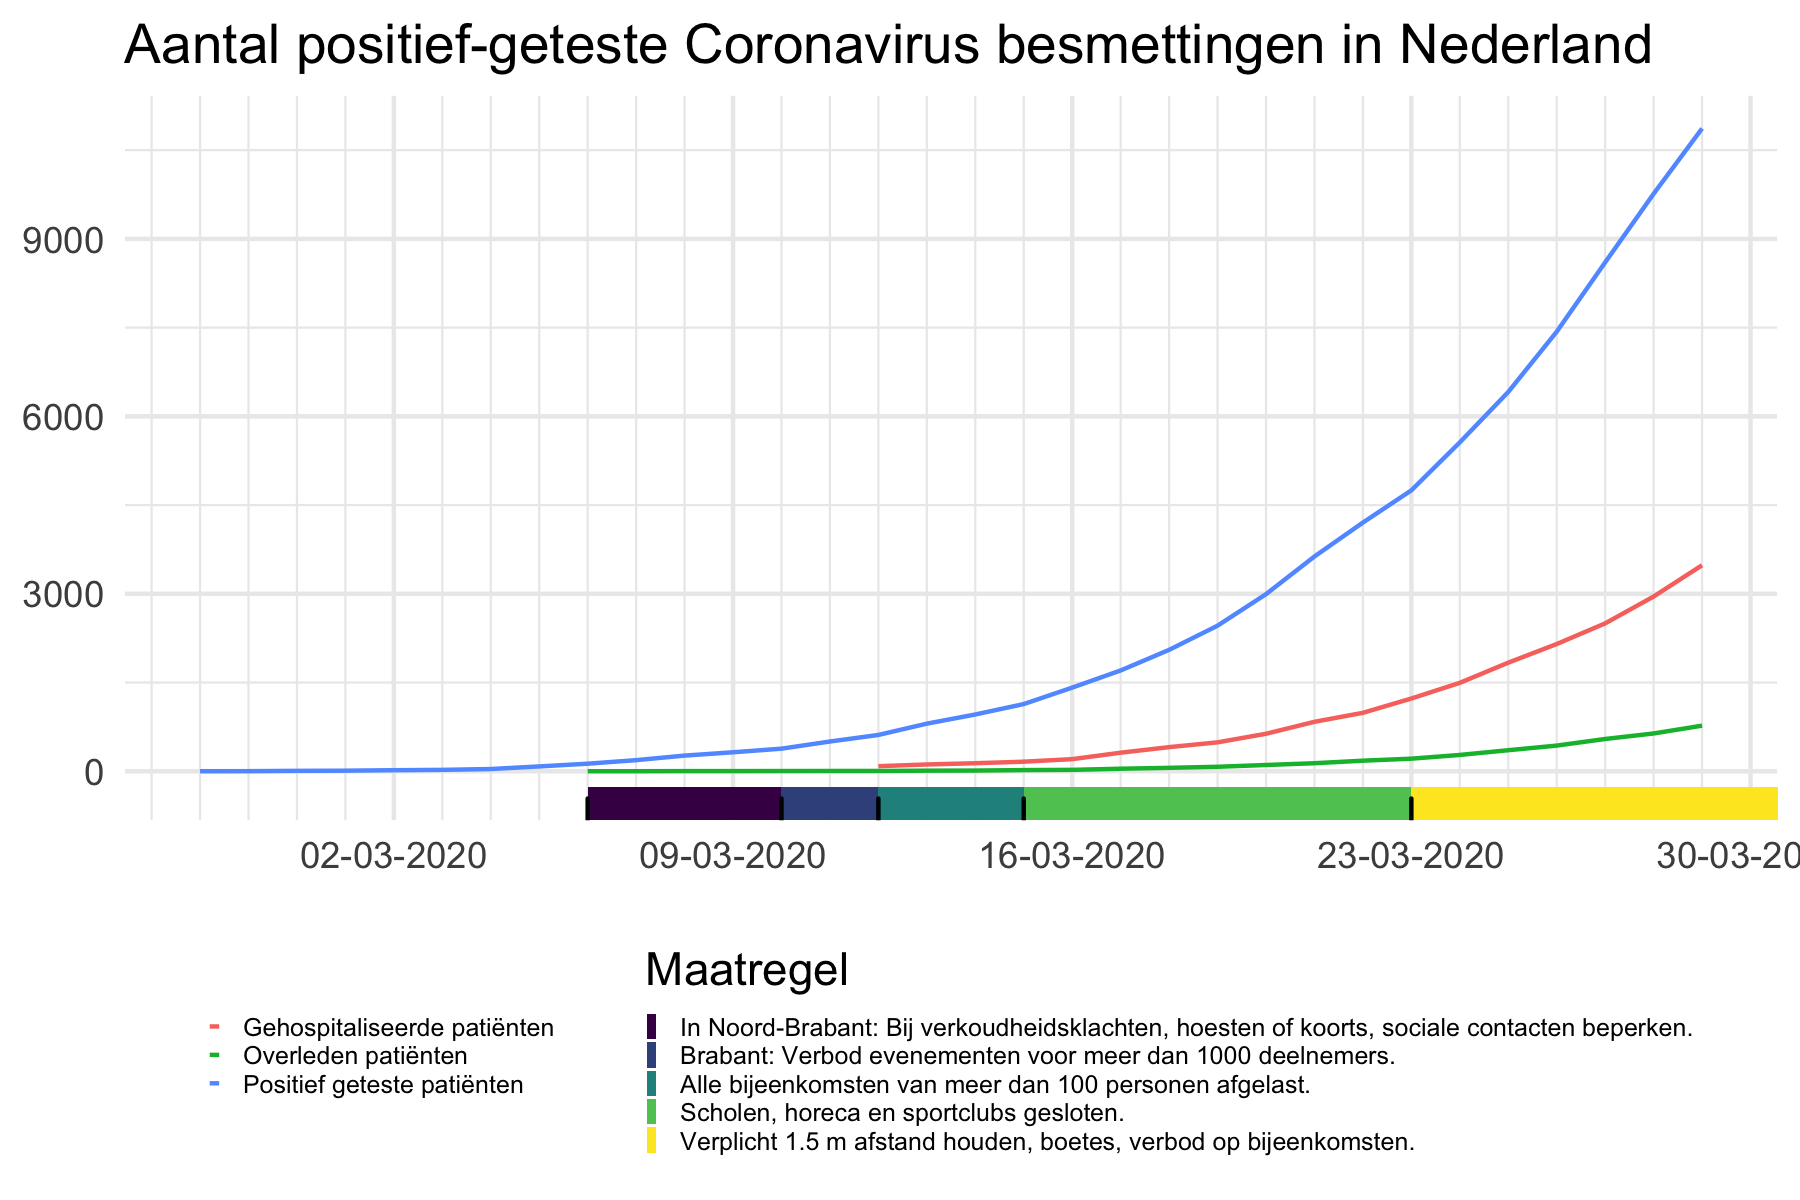 Aantal positief-geteste Coronavirus besmettingen in Nederland
9000
6000
3000
0
02-03-2020 09-03-2020 16-03-2020 23-03-2020 30-03-20
Maatregel
Gehospitaliseerde patiënten
Overleden patiënten
Positief geteste patiënten
In Noord-Brabant: Bij verkoudheidsklachten, hoesten of koorts, sociale contacten beperken.
Brabant: Verbod evenementen voor meer dan 1000 deelnemers.
Alle bijeenkomsten van meer dan 100 personen afgelast.
Scholen, horeca en sportclubs gesloten.
Verplicht 1.5 m afstand houden, boetes, verbod op bijeenkomsten.